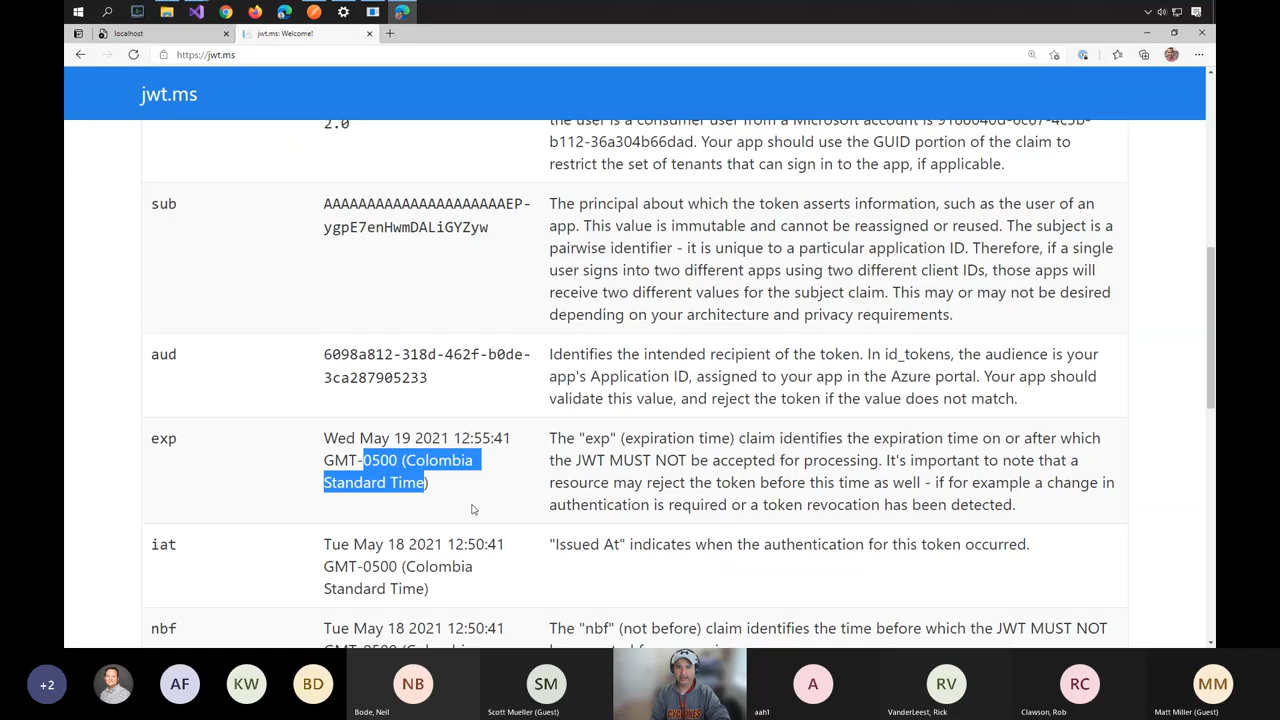 localhost
jwt.ms: Welcome!
https://jwt.ms
jwt.ms
2.0
the user is a consumer user from a Microsoft account is 9188040d-6c67-4c5b-
b112-36a304b66dad. Your app should use the GUID portion of the claim to
restrict the set of tenants that can sign in to the app, if applicable.
sub
AAAAAAAAAAAAAAAAAAAAAEP-
ygpE7enHwmDALiGYZyw
The principal about which the token asserts information, such as the user of an
app. This value is immutable and cannot be reassigned or reused. The subject is a
pairwise identifier - it is unique to a particular application ID. Therefore, if a single
user signs into two different apps using two different client IDs, those apps will
receive two different values for the subject claim. This may or may not be desired
depending on your architecture and privacy requirements.
aud
6098a812-318d-462f-b0de-
3ca287905233
Identifies the intended recipient of the token. In id_tokens, the audience is your
app's Application ID, assigned to your app in the Azure portal. Your app should
validate this value, and reject the token if the value does not match.
exp
Wed May 19 2021 12:55:41
GMT-0500 (Colombia
Standard Time)
The "exp" (expiration time) claim identifies the expiration time on or after which
the JWT MUST NOT be accepted for processing. It's important to note that a
resource may reject the token before this time as well - if for example a change in
authentication is required or a token revocation has been detected.
iat
Tue May 18 2021 12:50:41
GMT-0500 (Colombia
Standard Time)
"Issued At" indicates when the authentication for this token occurred.
nbf
Tue May 18 2021 12:50:41
GMT-0500 (Colombia
The "nbf" (not before) claim identifies the time before which the JWT MUST NOT
+2
AF
KW
BD
NB
SM
A
RV
RC
MM
Bode, Neil
Scott Mueller (Guest)
CYCLONES
aah1
VanderLeest, Rick
Clawson, Rob
Matt Miller (Guest)